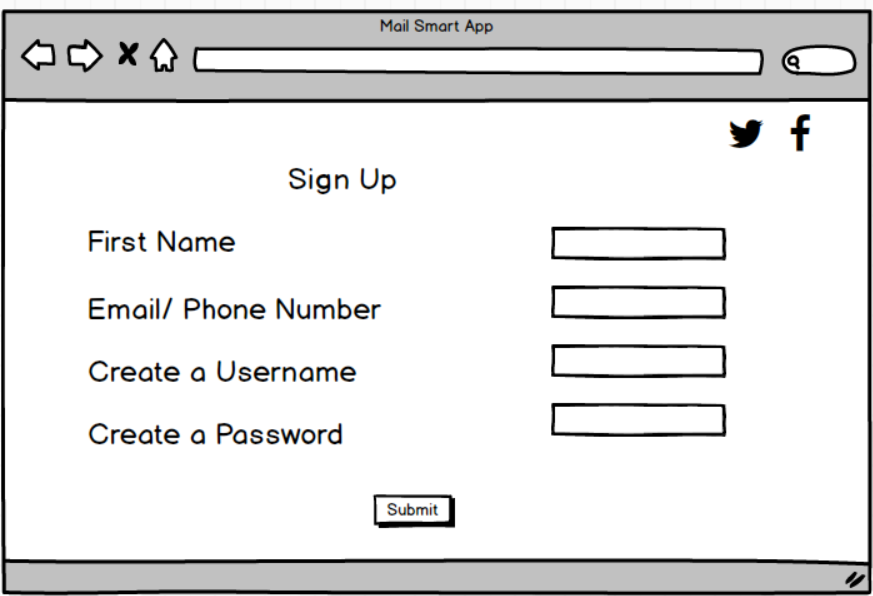 Mail Smart App
Sign Up
First Name
Email/ Phone Number
Create a Username
Create a Password
Submit